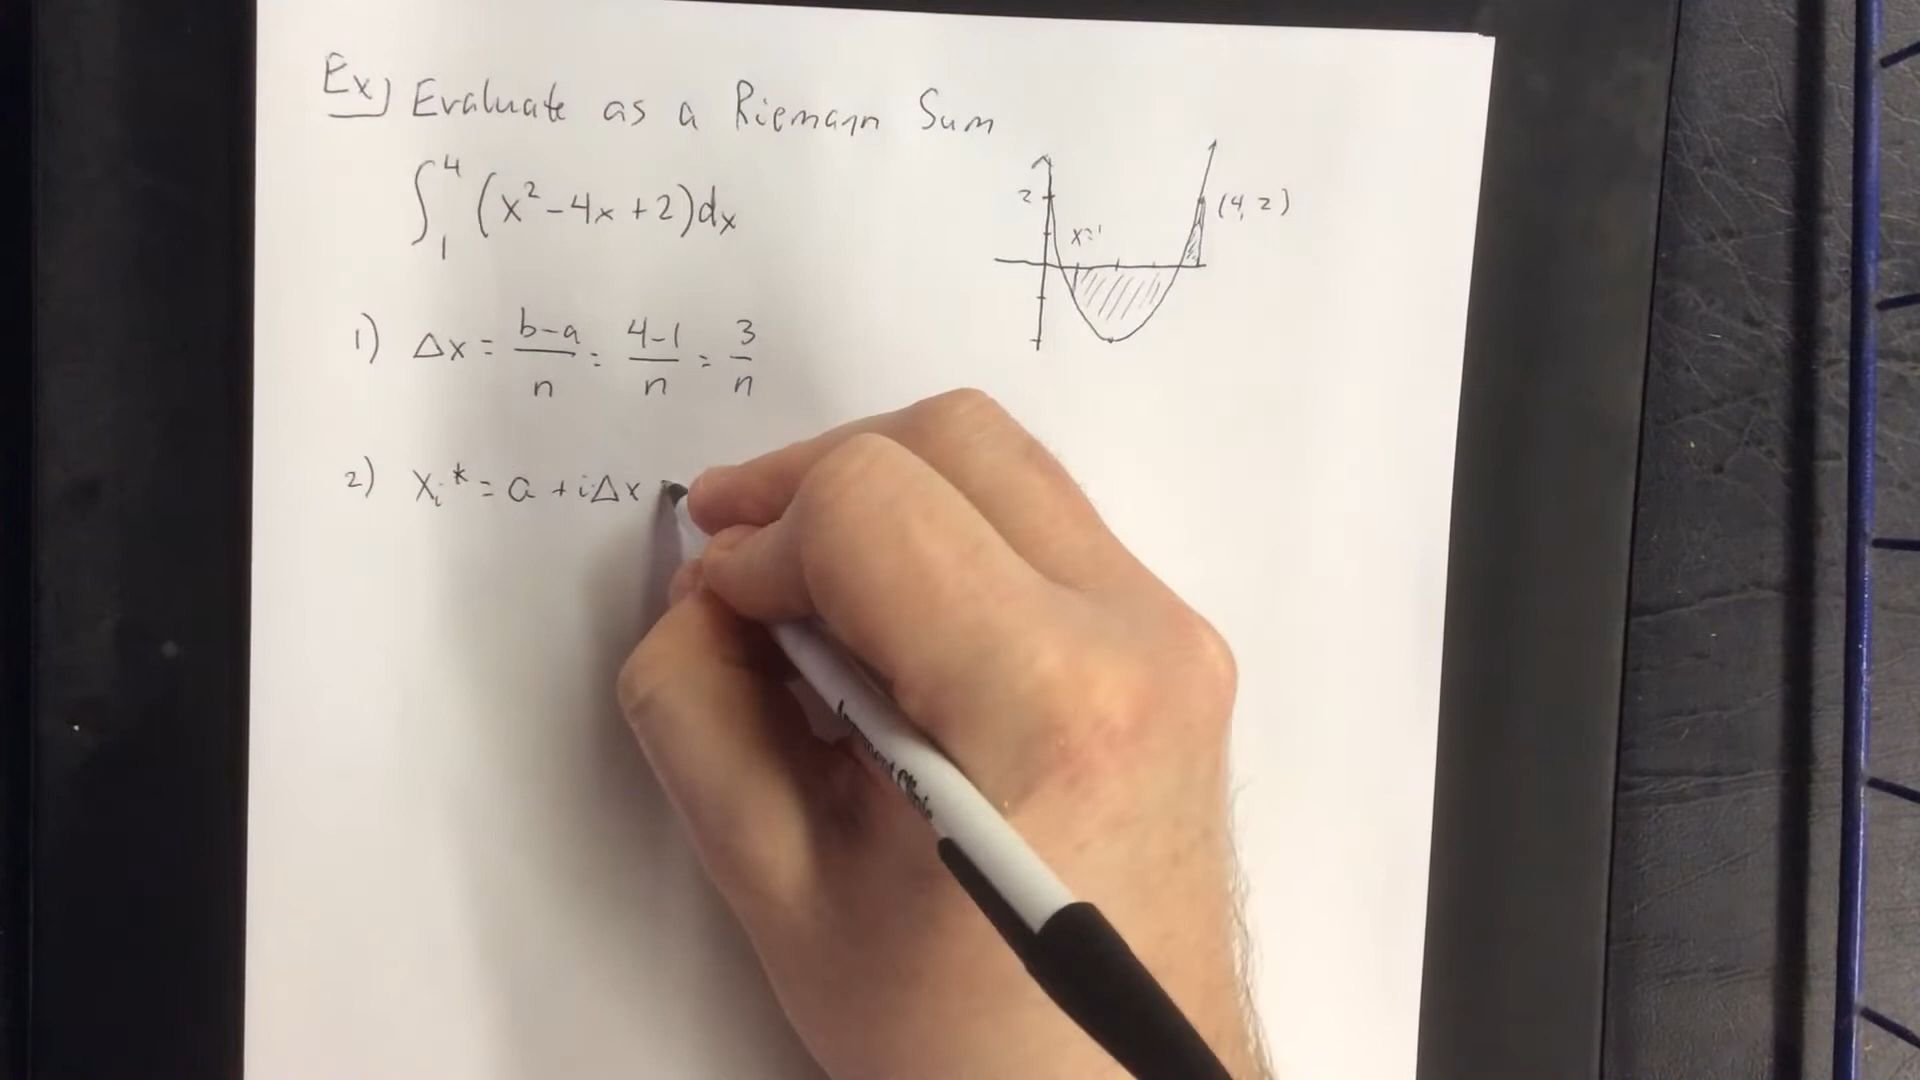 Ex) Evaluate as a Riemann Sum
∫₁⁴ (x²-4x+2)dx
2
x=1
(4, 2)
1) Δx = b-a/n = 4-1/n = 3/n
2) xᵢ* = a + iΔx